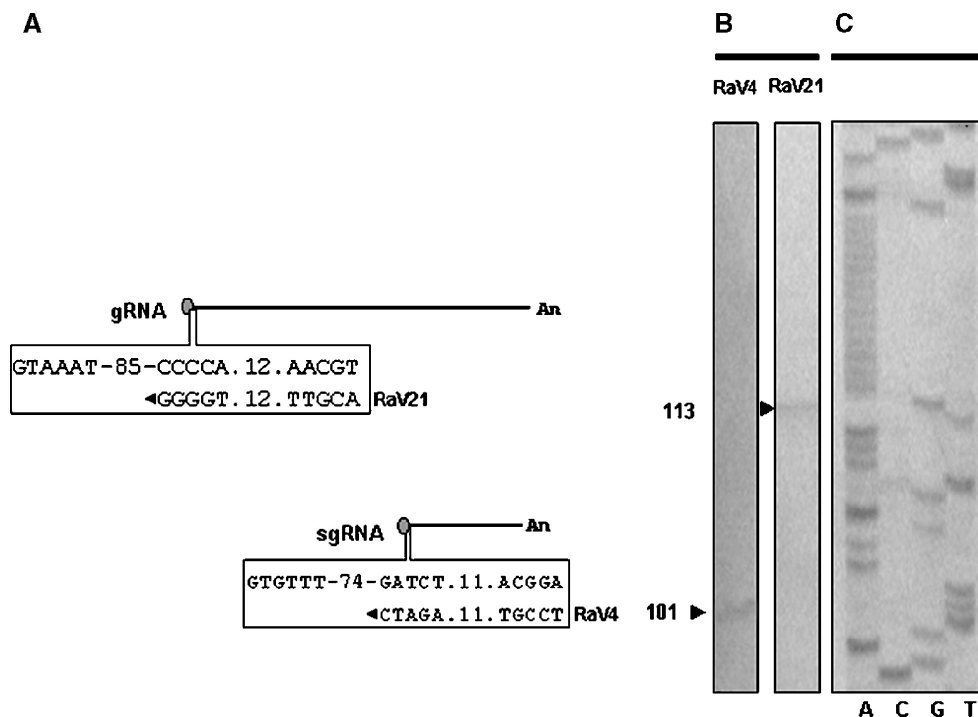 A
B
C
RaV4
RaV21
gRNA
An
GTAAAT-85-CCCCA.12.AACGT
GGGGT.12.TTGCA
RaV21
113
sgRNA
An
GTGTTT-74-GATCT.11.ACGGA
CTAGA.11.TGCCT
RaV4
101
A C G T